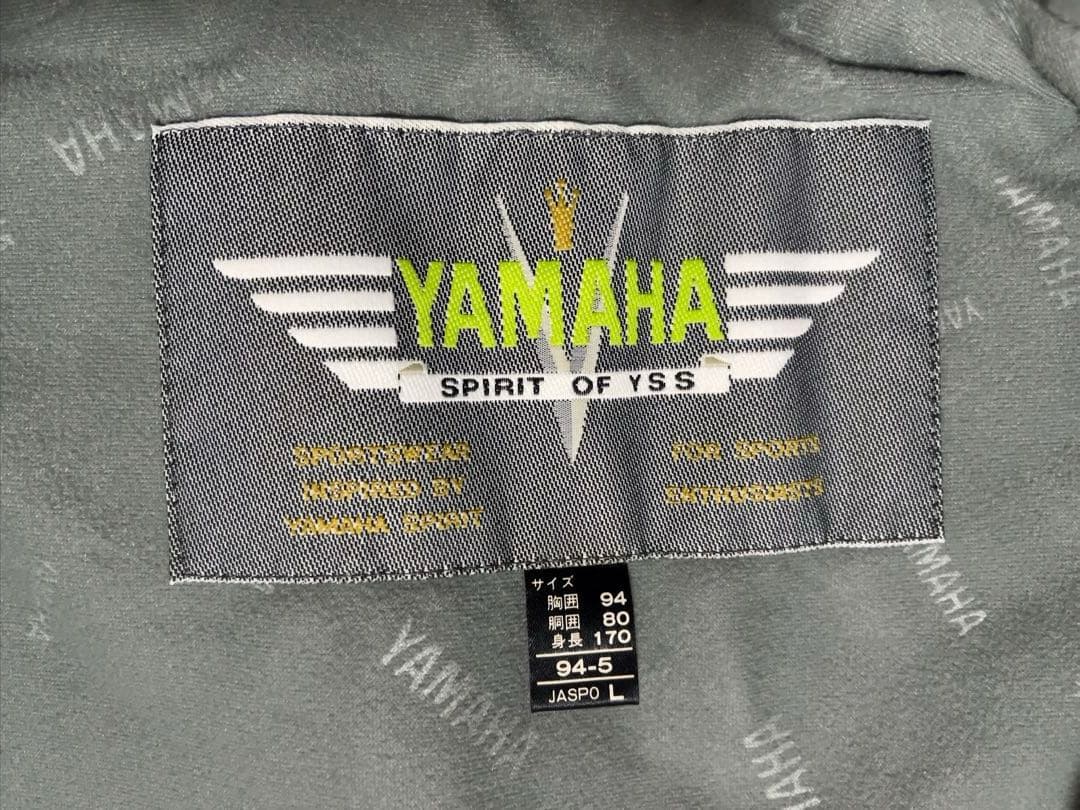 YAMAHA
YAMAHA
YAMAHA
SPIRIT OF YSS
SPORTSWEAR
INSPIRED BY
YAMAHA SPIRIT
FOR SPORTS
ENTHUSIASTS
サイズ
胸囲 94
胴囲 80
身長 170
94-5
JASPO L
YAMAHA
YAMAHA